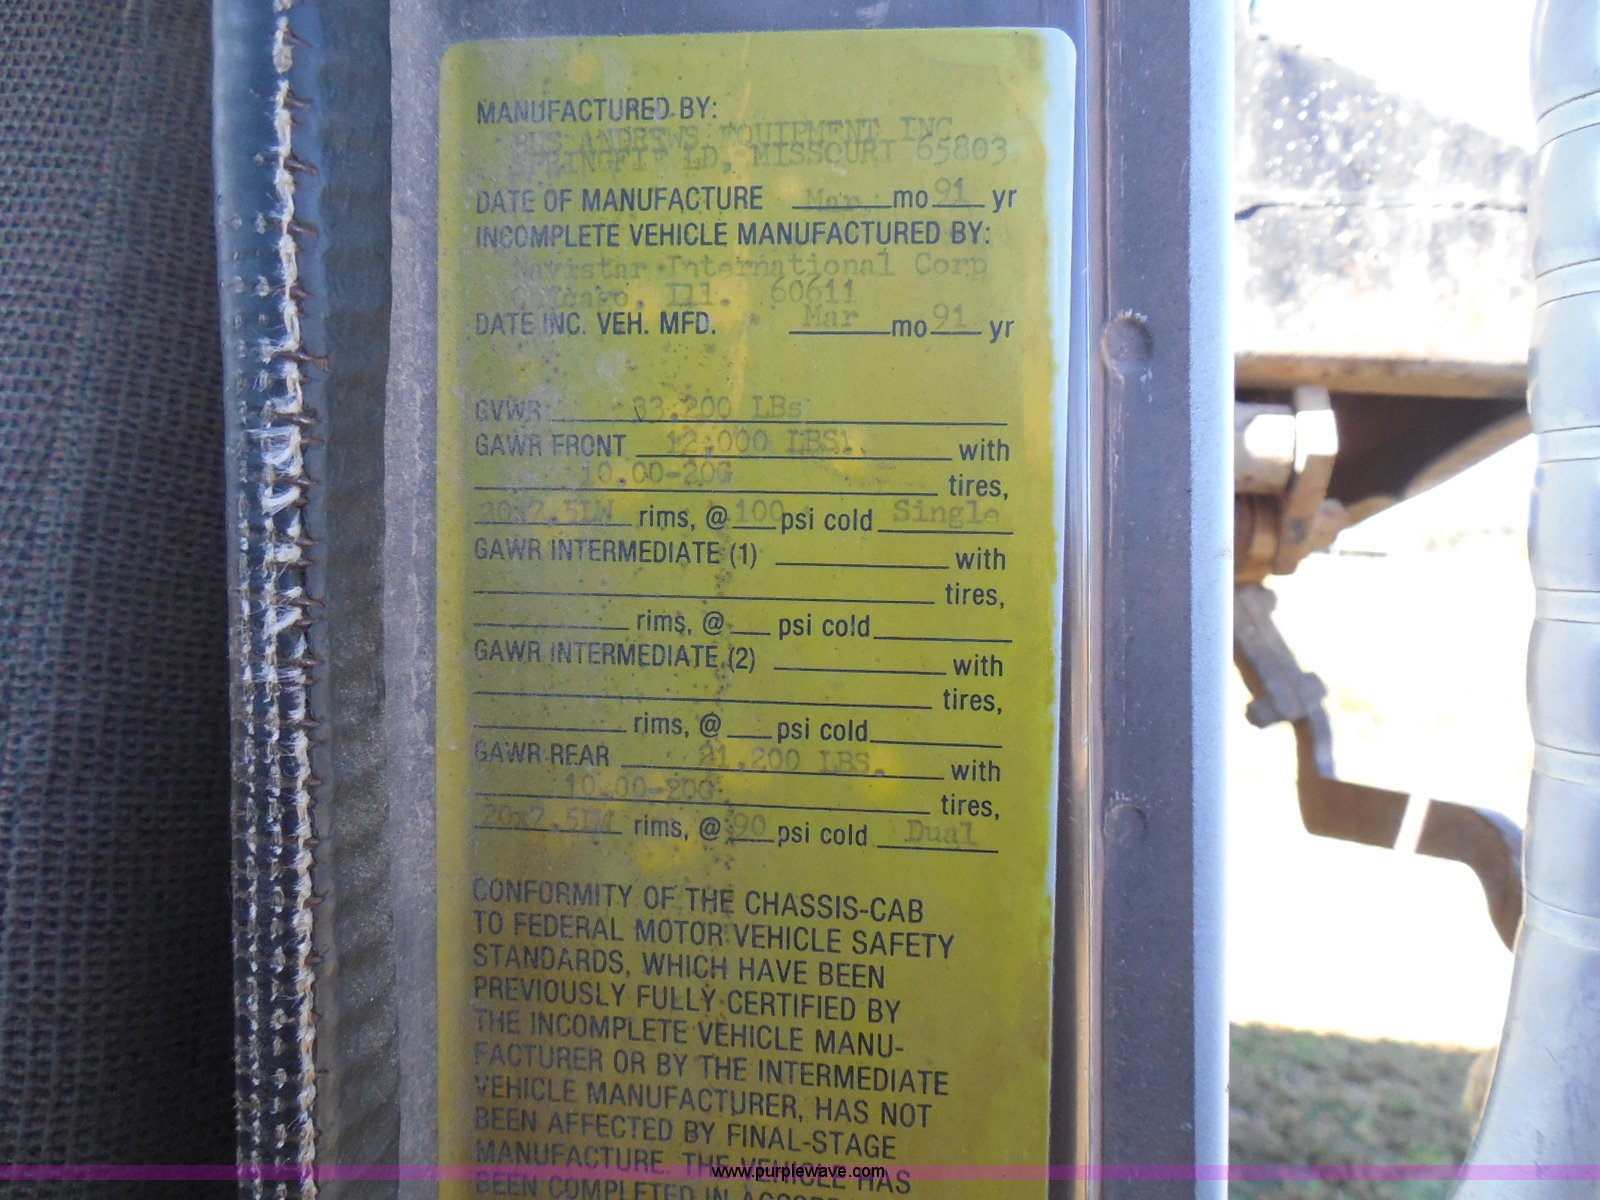 MANUFACTURED BY:
GUS ANDREWS EQUIPMENT INC
SPRINGFIELD, MISSOURI 65803
DATE OF MANUFACTURE Mar mo 91 yr
INCOMPLETE VEHICLE MANUFACTURED BY:
Navistar International Corp
Chicago, Ill. 60611
DATE INC. VEH. MFD. Mar mo 91 yr
GVWR 33,200 LBs
GAWR FRONT 12,000 LBS. with
10.00-20G tires,
20x7.5IW rims, @ 100 psi cold Single
GAWR INTERMEDIATE (1) with
tires,
rims, @ psi cold
GAWR INTERMEDIATE (2) with
tires,
rims, @ psi cold
GAWR REAR 21,200 LBS. with
10.00-20G tires,
20x7.5IW rims, @ 90 psi cold Dual
CONFORMITY OF THE CHASSIS-CAB
TO FEDERAL MOTOR VEHICLE SAFETY
STANDARDS, WHICH HAVE BEEN
PREVIOUSLY FULLY CERTIFIED BY
THE INCOMPLETE VEHICLE MANU-
FACTURER OR BY THE INTERMEDIATE
VEHICLE MANUFACTURER, HAS NOT
BEEN AFFECTED BY FINAL-STAGE
MANUFACTURE. THE VEHICLE HAS
BEEN COMPLETED IN
www.purplewave.com